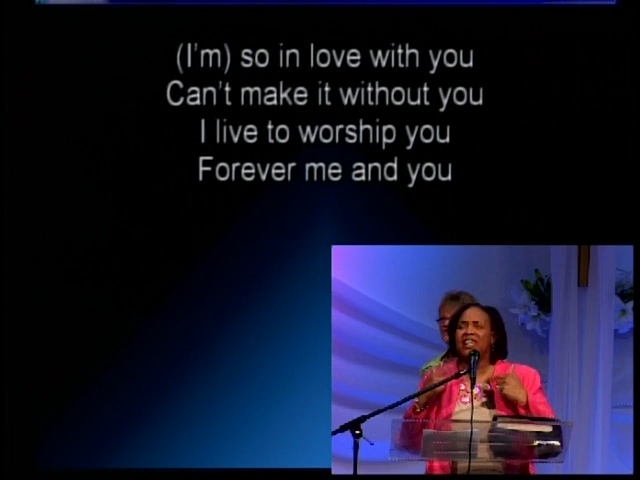 (I'm) so in love with you
Can't make it without you
I live to worship you
Forever me and you